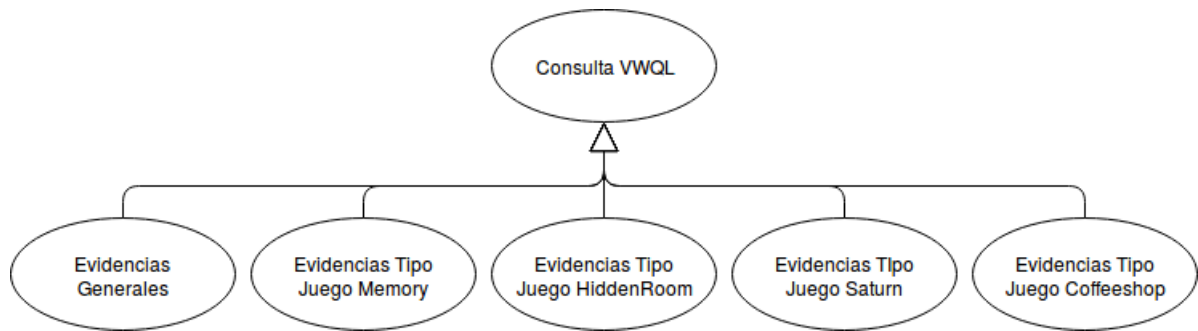 Consulta VWQL
Evidencias
Generales
Evidencias Tipo
Juego Memory
Evidencias Tipo
Juego HiddenRoom
Evidencias TIpo
Juego Saturn
Evidencias Tipo
Juego Coffeeshop